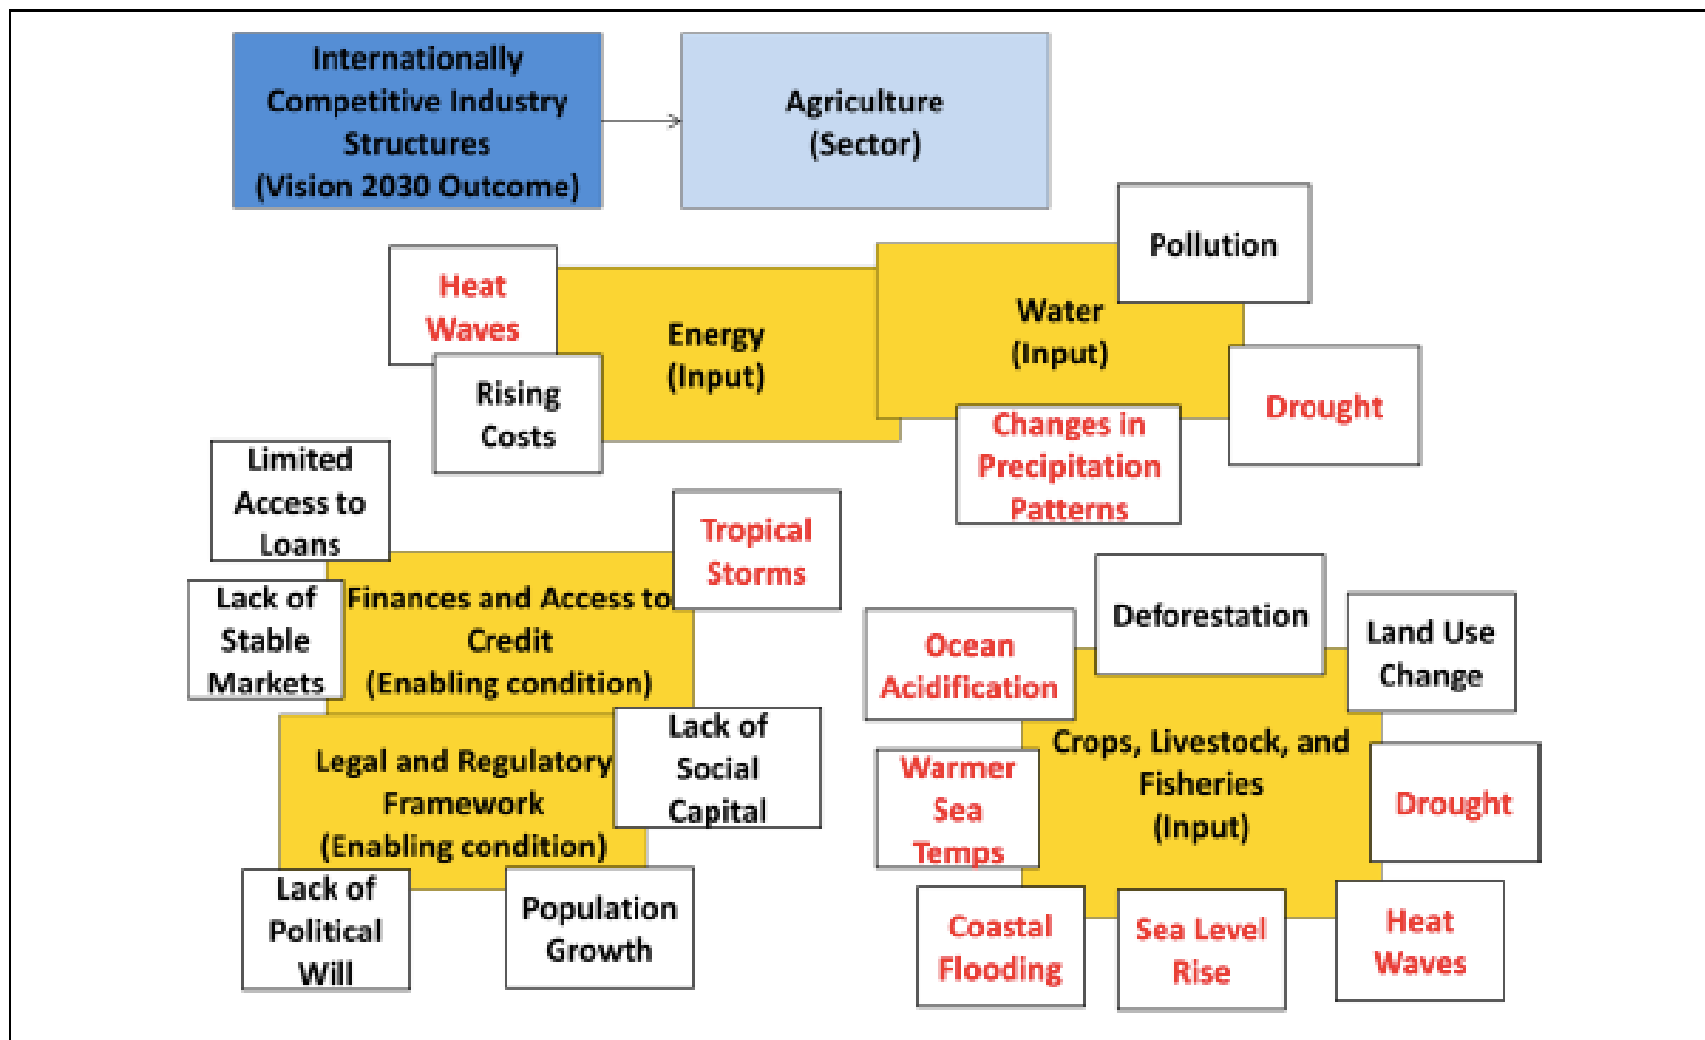 Internationally
Competitive Industry
Structures
(Vision 2030 Outcome)
Agriculture
(Sector)
Pollution
Heat
Waves
Energy
(Input)
Water
(Input)
Rising
Costs
Drought
Changes in
Precipitation
Patterns
Limited
Access to
Loans
Tropical
Storms
Lack of
Stable
Markets
Finances and Access to
Credit
(Enabling condition)
Legal and Regulatory
Framework
(Enabling condition)
Lack of
Social
Capital
Lack of
Political
Will
Population
Growth
Deforestation
Land Use
Change
Ocean
Acidification
Crops, Livestock, and
Fisheries
(Input)
Warmer
Sea
Temps
Drought
Coastal
Flooding
Sea Level
Rise
Heat
Waves